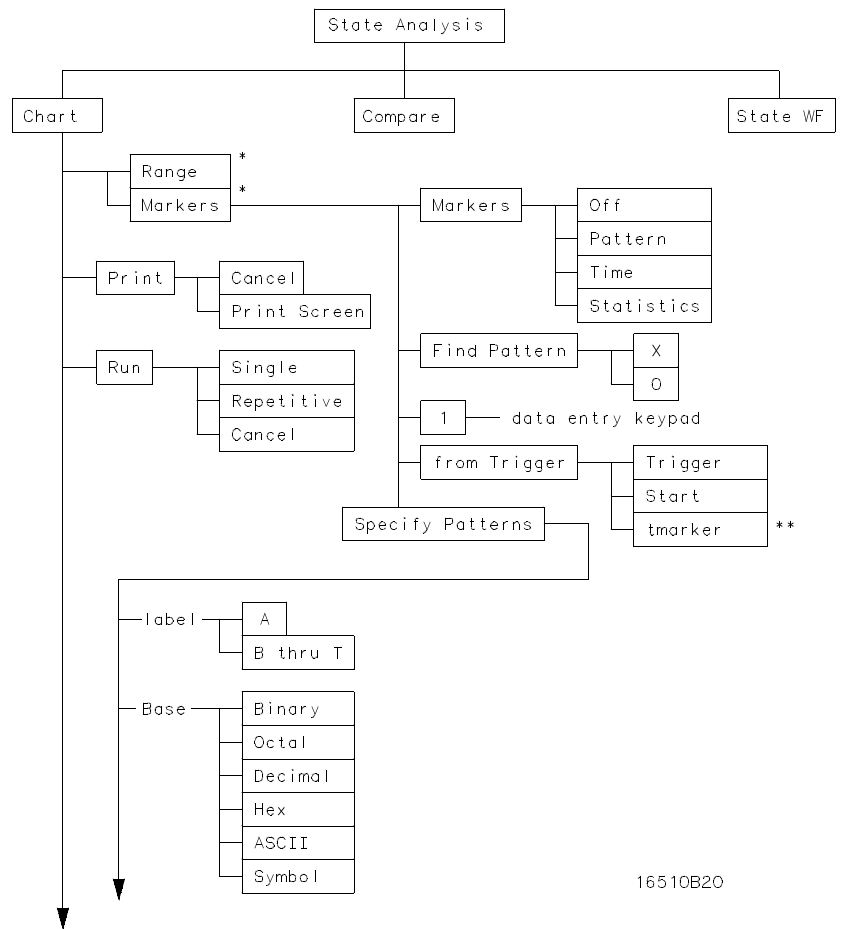 State Analysis
Chart
Compare
State WF
Range *
Markers *
Markers
Off
Pattern
Time
Statistics
Print
Cancel
Print Screen
Find Pattern
X
O
Run
Single
Repetitive
Cancel
1
data entry keypad
from Trigger
Trigger
Start
tmarker **
Specify Patterns
label
A
B thru T
Base
Binary
Octal
Decimal
Hex
ASCII
Symbol
16510B20